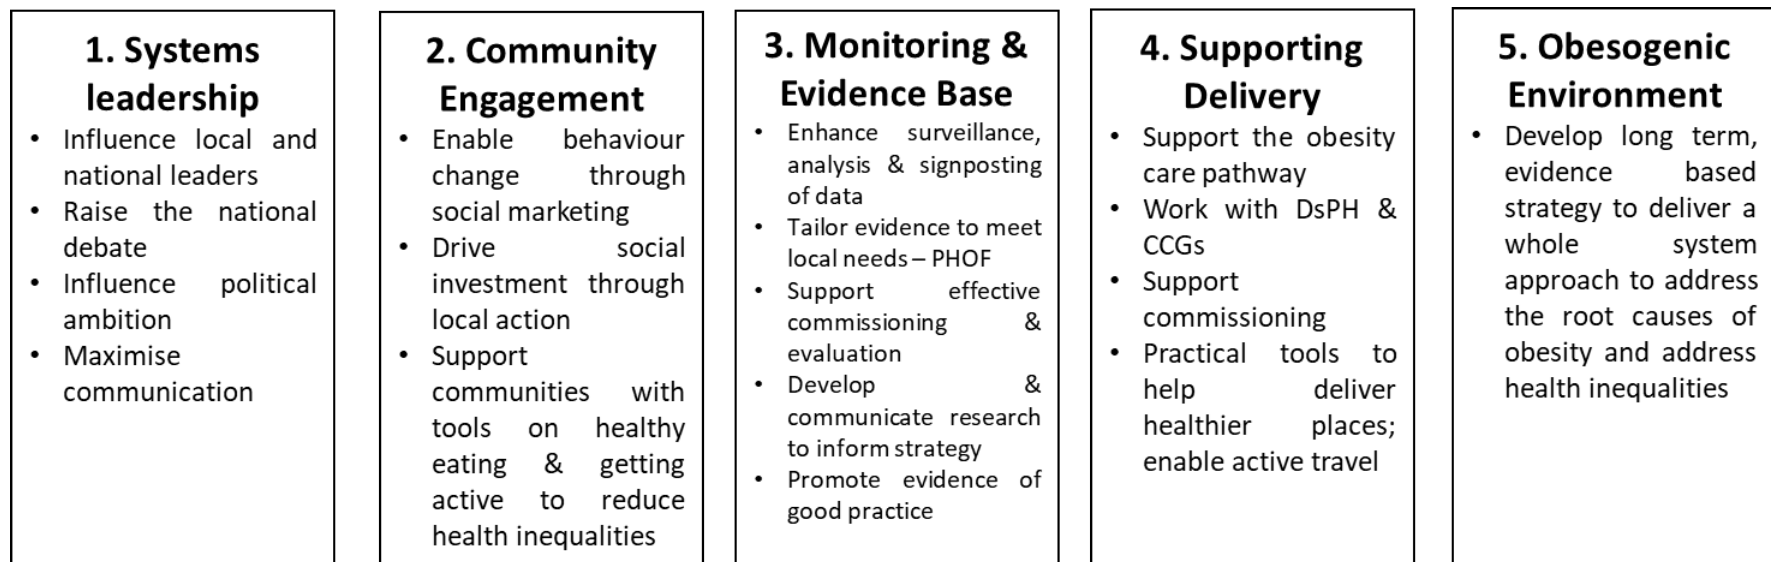 1. Systems
leadership
• Influence local and
national leaders
• Raise the national
debate
• Influence political
ambition
• Maximise
communication
2. Community
Engagement
• Enable behaviour
change through
social marketing
• Drive social
investment through
local action
• Support
communities with
tools on healthy
eating & getting
active to reduce
health inequalities
3. Monitoring &
Evidence Base
• Enhance surveillance,
analysis & signposting
of data
• Tailor evidence to meet
local needs – PHOF
• Support effective
commissioning &
evaluation
• Develop &
communicate research
to inform strategy
• Promote evidence of
good practice
4. Supporting
Delivery
• Support the obesity
care pathway
• Work with DsPH &
CCGs
• Support
commissioning
• Practical tools to
help deliver
healthier places;
enable active travel
5. Obesogenic
Environment
• Develop long term,
evidence based
strategy to deliver a
whole system
approach to address
the root causes of
obesity and address
health inequalities